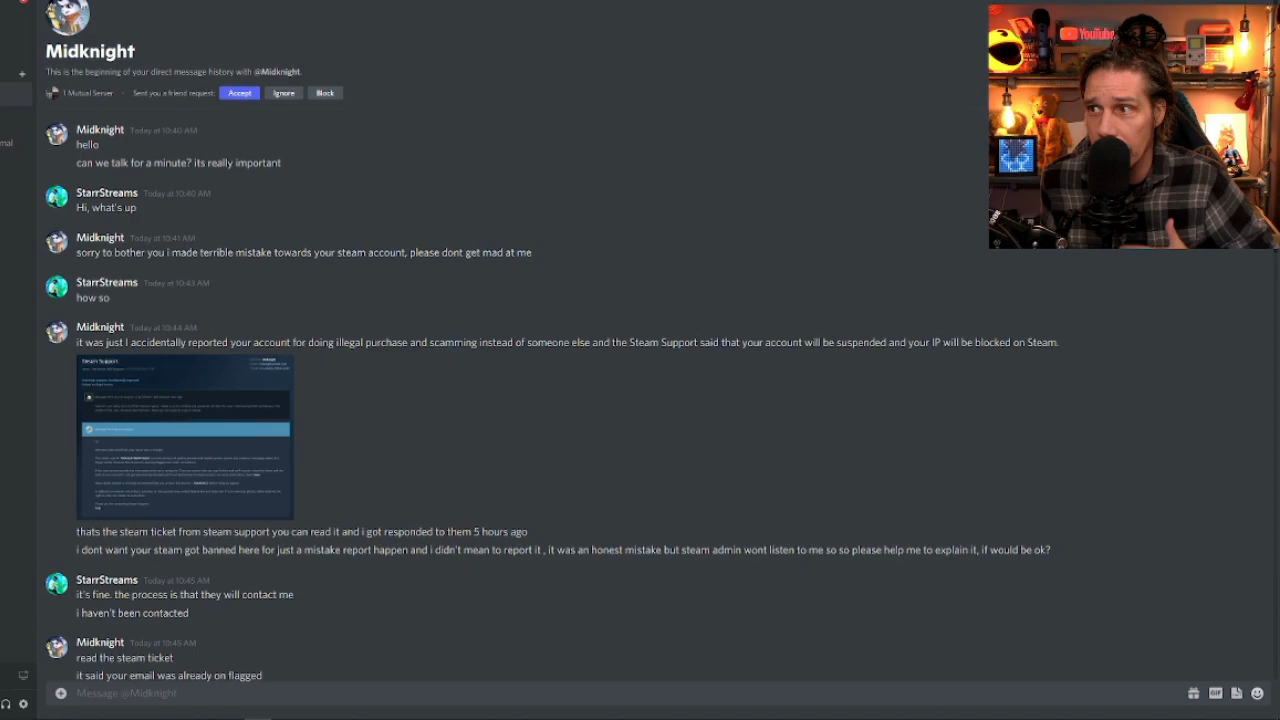 YouTube
Midknight
This is the beginning of your direct message history with @Midknight.
1 Mutual Server • Sent you a friend request: Accept Ignore Block
Midknight Today at 10:40 AM
hello
can we talk for a minute? its really important
StarrStreams Today at 10:40 AM
Hi, what's up
Midknight Today at 10:41 AM
sorry to bother you i made terrible mistake towards your steam account, please dont get mad at me
StarrStreams Today at 10:43 AM
how so
Midknight Today at 10:44 AM
it was just I accidentally reported your account for doing illegal purchase and scamming instead of someone else and the Steam Support said that your account will be suspended and your IP will be blocked on Steam.
Steam Support
thats the steam ticket from steam support you can read it and i got responded to them 5 hours ago
i dont want your steam got banned here for just a mistake report happen and i didn't mean to report it , it was an honest mistake but steam admin wont listen to me so so please help me to explain it, if would be ok?
StarrStreams Today at 10:45 AM
it's fine. the process is that they will contact me
i haven't been contacted
Midknight Today at 10:45 AM
read the steam ticket
it said your email was already on flagged
Message @Midknight
GIF
mal